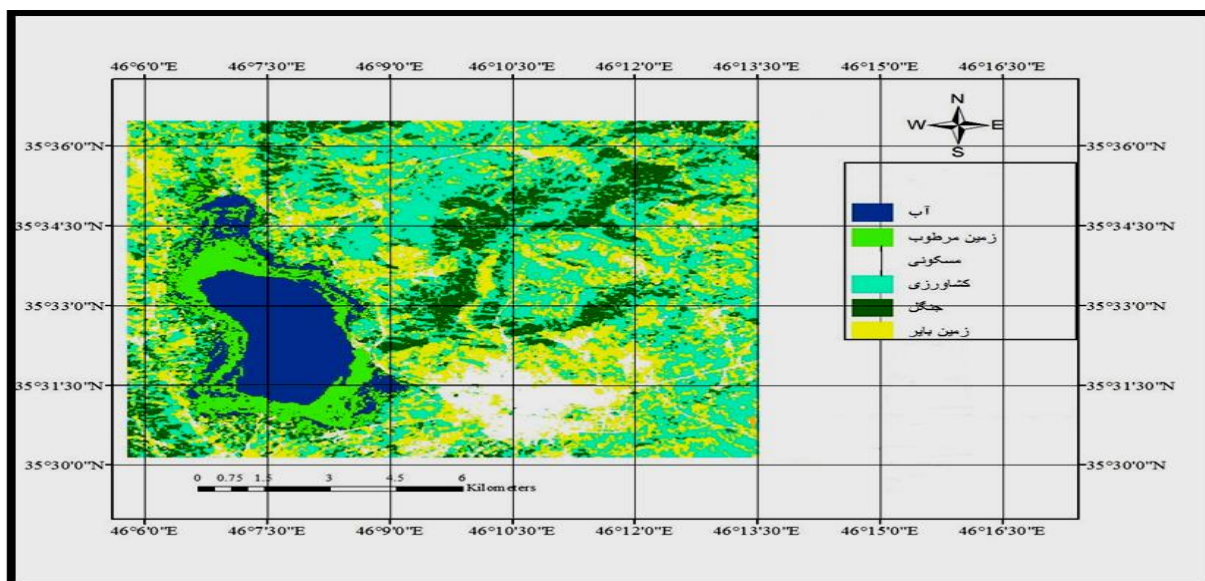 46°6'0"E 46°7'30"E 46°9'0"E 46°10'30"E 46°12'0"E 46°13'30"E 46°15'0"E 46°16'30"E
N
W E
S
35°36'0"N 35°36'0"N
35°34'30"N 35°34'30"N
35°33'0"N 35°33'0"N
35°31'30"N 35°31'30"N
35°30'0"N 35°30'0"N
آب
زمین مرطوب
مسکونی
کشاورزی
جنگل
زمین بایر
0 0.75 1.5 3 4.5 6
Kilometers
46°6'0"E 46°7'30"E 46°9'0"E 46°10'30"E 46°12'0"E 46°13'30"E 46°15'0"E 46°16'30"E